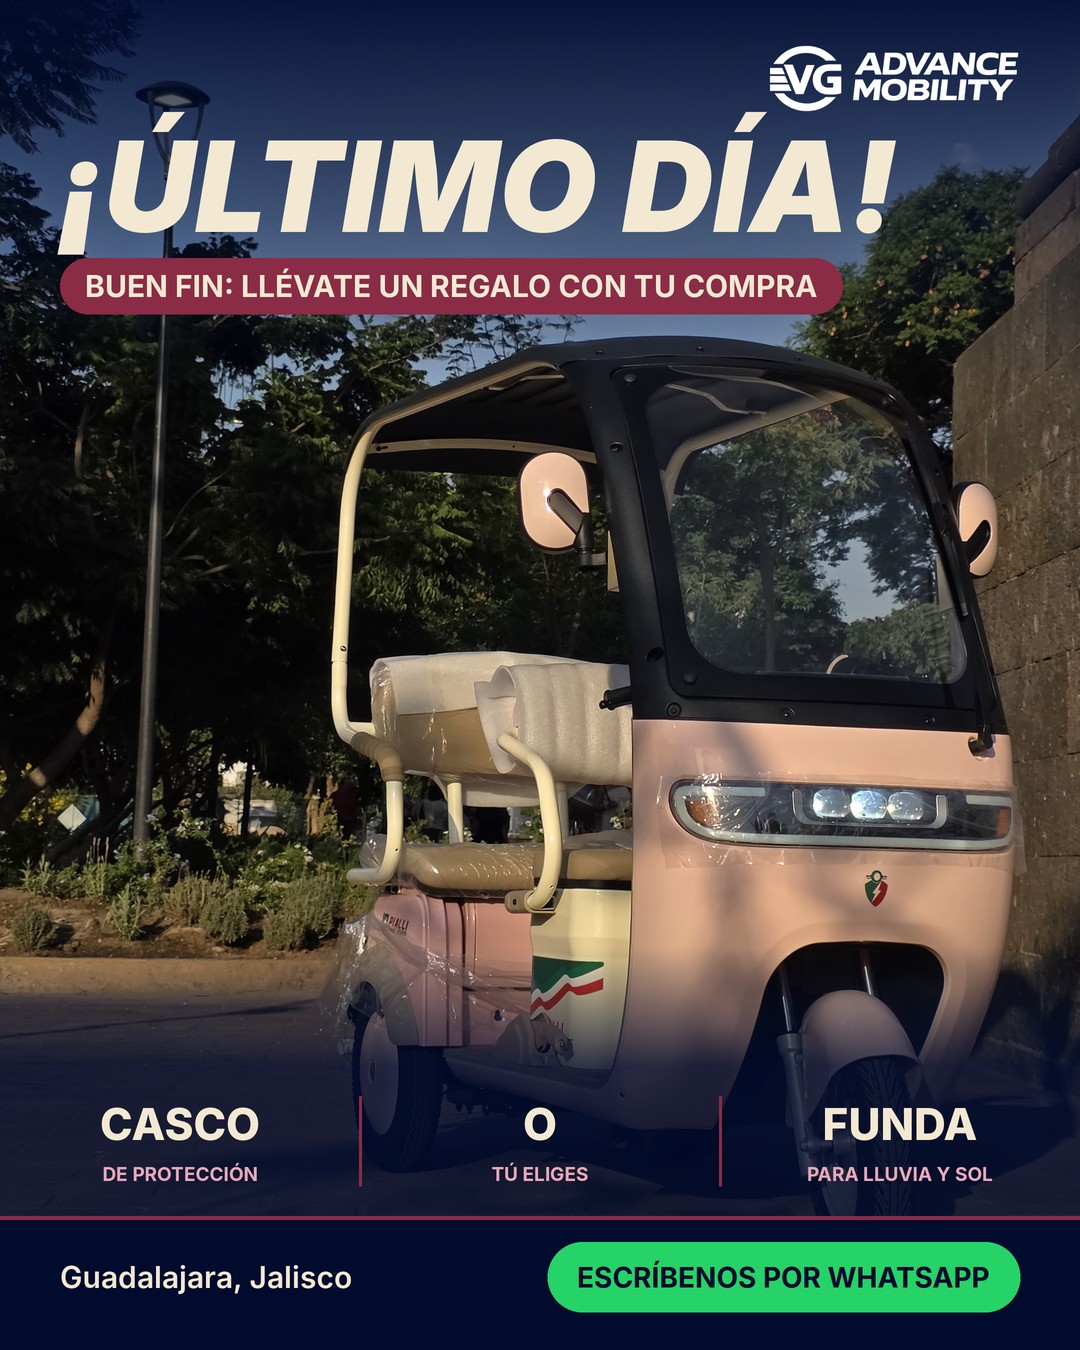 EVG ADVANCE
MOBILITY
¡ÚLTIMO DÍA!
BUEN FIN: LLÉVATE UN REGALO CON TU COMPRA
CASCO
DE PROTECCIÓN
O
TÚ ELIGES
FUNDA
PARA LLUVIA Y SOL
Guadalajara, Jalisco
ESCRÍBENOS POR WHATSAPP